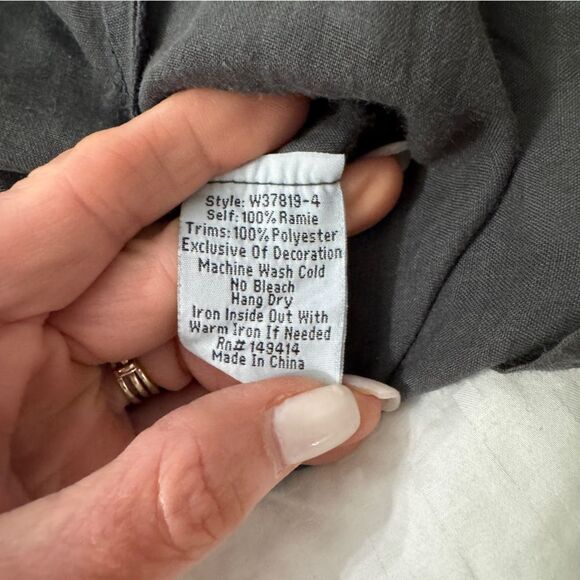 Style: W37819-4
Self: 100% Ramie
Trims: 100% Polyester
Exclusive Of Decoration
Machine Wash Cold
No Bleach
Hang Dry
Iron Inside Out With
Warm Iron If Needed
Rn# 149414
Made In China